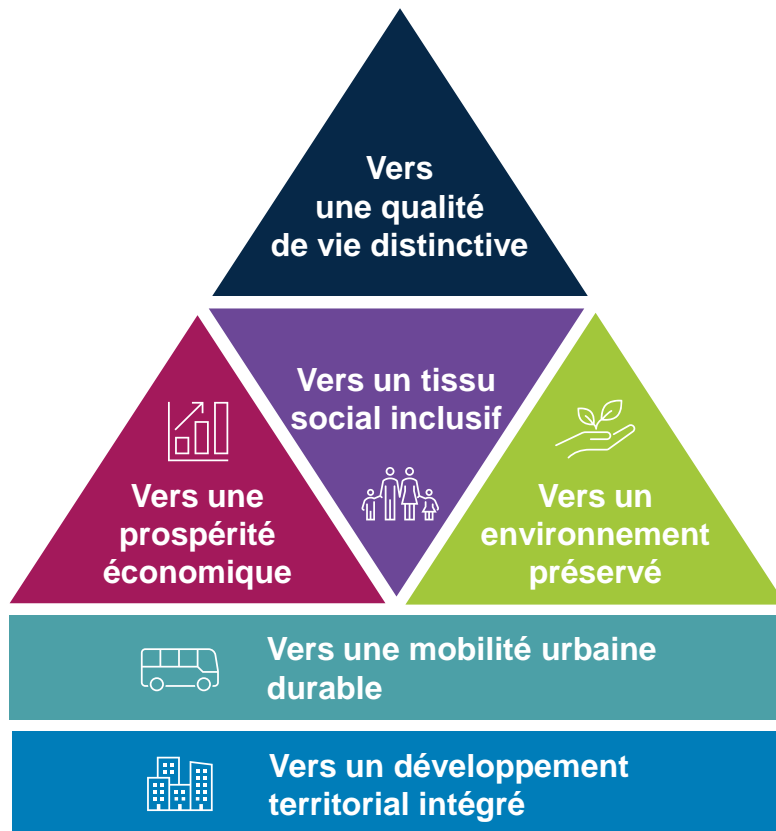 Vers
une qualité
de vie distinctive
Vers un tissu
social inclusif
Vers une
prospérité
économique
Vers un
environnement
préservé
Vers une mobilité urbaine
durable
Vers un développement
territorial intégré